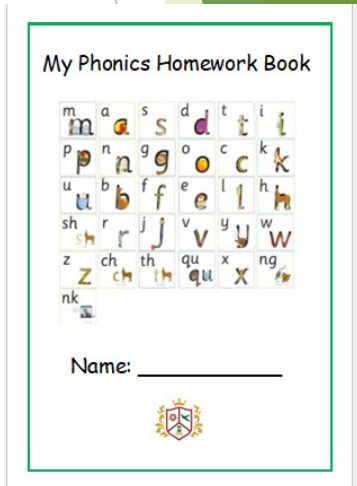 My Phonics Homework Book
m a s d t i
p n g o c k
u b f e l h
sh r j v y w
z ch th qu x ng
nk
Name: ____________